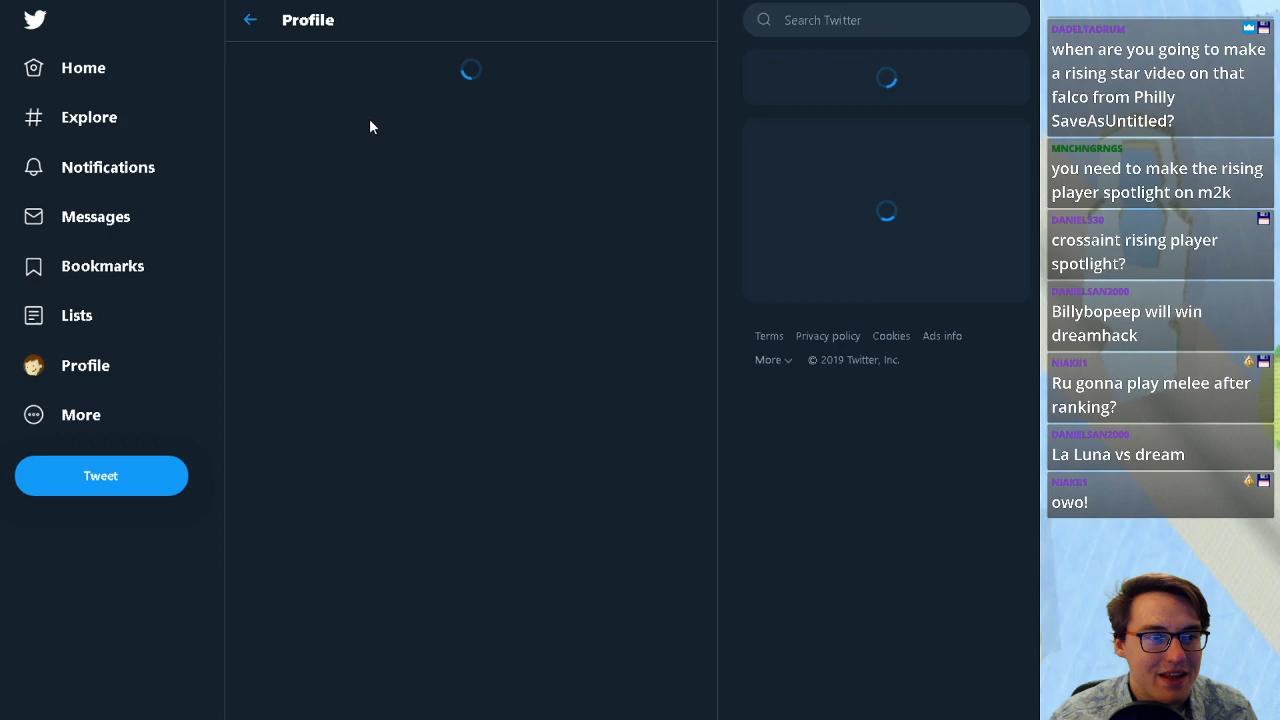 Profile
Search Twitter
Home
Explore
Notifications
Messages
Bookmarks
Lists
Profile
More
Tweet
Terms Privacy policy Cookies Ads info
More © 2019 Twitter, Inc.
DADELTADRUM
when are you going to make
a rising star video on that
falco from Philly
SaveAsUntitled?
MNCHNGRNGS
you need to make the rising
player spotlight on m2k
DANIEL330
crossaint rising player
spotlight?
DANIELSAN2000
Billybopeep will win
dreamhack
Ru gonna play melee after
ranking?
DANIELSAN2000
La Luna vs dream
owo!